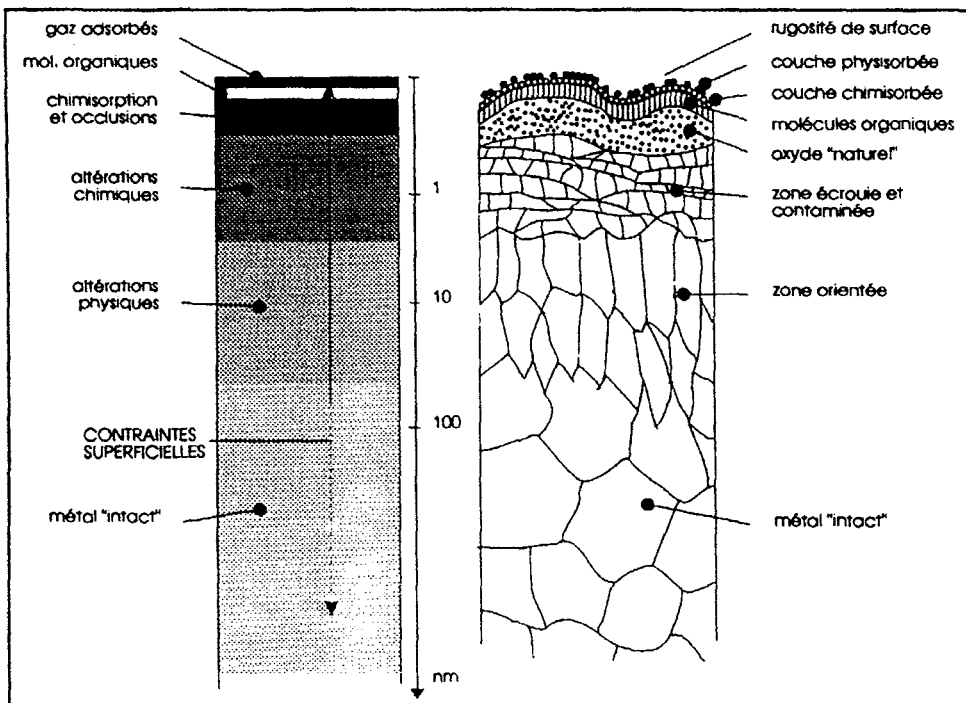 gaz adsorbés
mol. organiques
chimisorption
et occlusions
altérations
chimiques
altérations
physiques
CONTRAINTES
SUPERFICIELLES
métal "intact"
1
10
100
nm
rugosité de surface
couche physisorbée
couche chimisorbée
molécules organiques
oxyde "naturel"
zone écrouie et
contaminée
zone orientée
métal "intact"